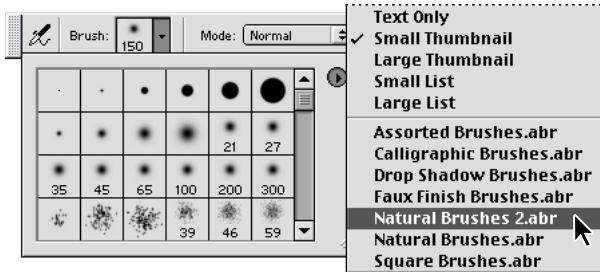 Brush: 150 Mode: Normal
21 27
35 45 65 100 200 300
39 46 59
Text Only
✓ Small Thumbnail
Large Thumbnail
Small List
Large List
Assorted Brushes.abr
Calligraphic Brushes.abr
Drop Shadow Brushes.abr
Faux Finish Brushes.abr
Natural Brushes 2.abr
Natural Brushes.abr
Square Brushes.abr